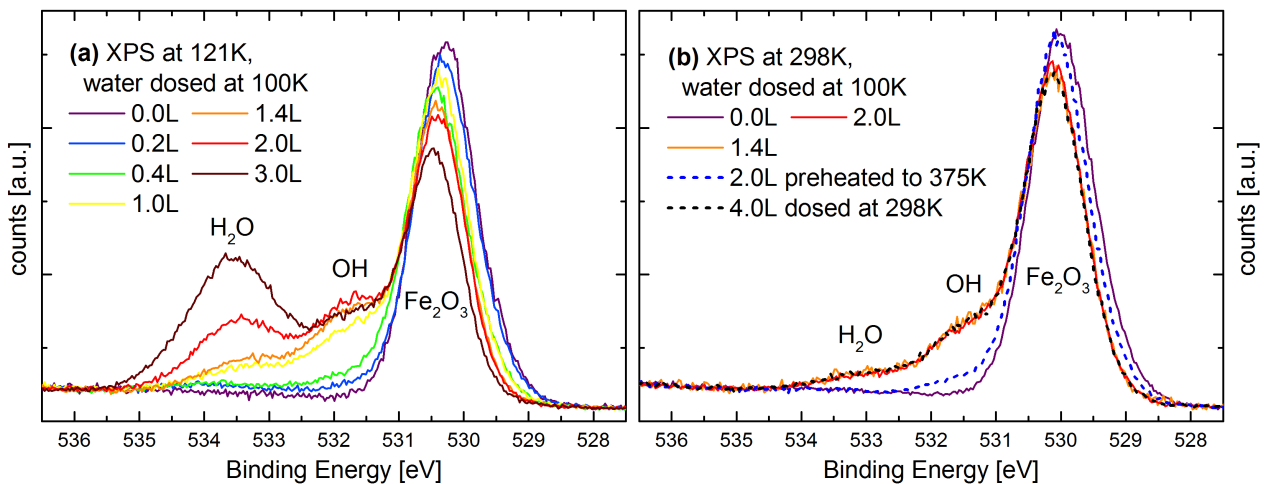 (a) XPS at 121K,
water dosed at 100K
0.0L 1.4L
0.2L 2.0L
0.4L 3.0L
1.0L
H₂O
OH
Fe₂O₃
counts [a.u.]
536 535 534 533 532 531 530 529 528
Binding Energy [eV]
(b) XPS at 298K,
water dosed at 100K
0.0L 2.0L
1.4L
2.0L preheated to 375K
4.0L dosed at 298K
OH
Fe₂O₃
H₂O
counts [a.u.]
536 535 534 533 532 531 530 529 528
Binding Energy [eV]